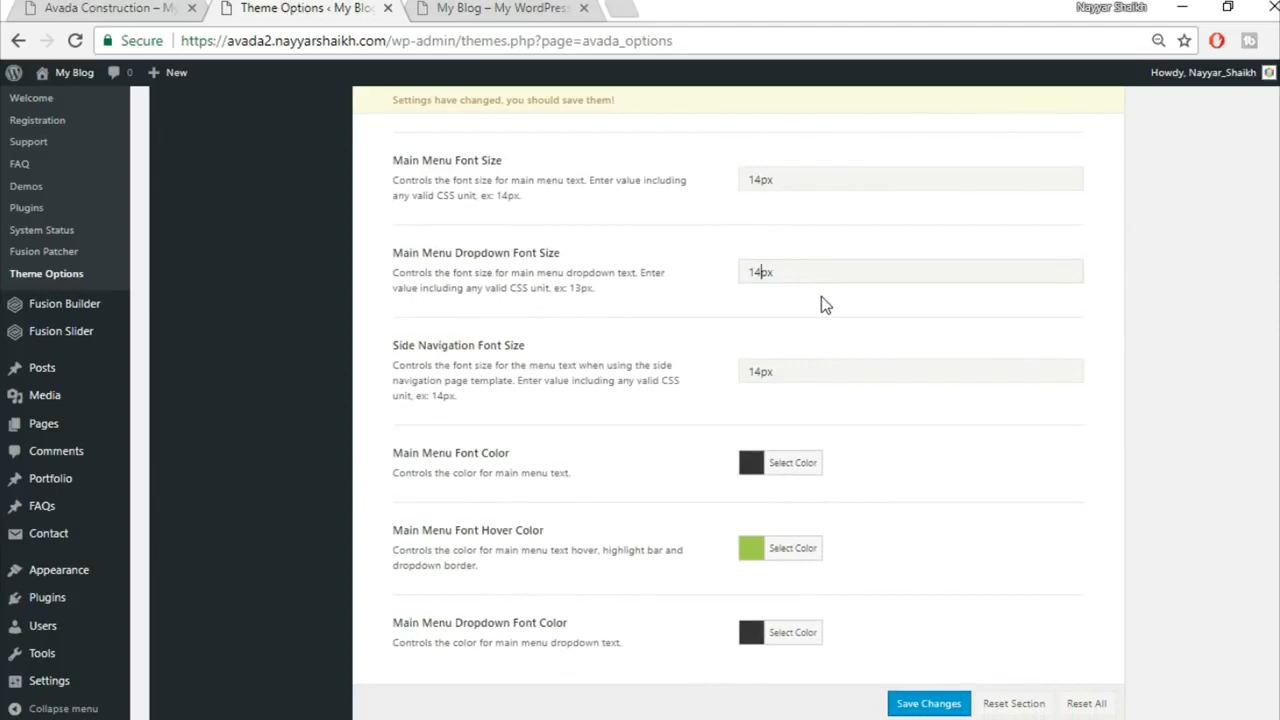 Avada Construction – My
Theme Options ‹ My Blog
My Blog – My WordPress
Nayyar Shaikh
Secure
https://avada2.nayyarshaikh.com/wp-admin/themes.php?page=avada_options
My Blog
0
New
Howdy, Nayyar_Shaikh
Welcome
Registration
Support
FAQ
Demos
Plugins
System Status
Fusion Patcher
Theme Options
Fusion Builder
Fusion Slider
Posts
Media
Pages
Comments
Portfolio
FAQs
Contact
Appearance
Plugins
Users
Tools
Settings
Collapse menu
Settings have changed, you should save them!
Main Menu Font Size
Controls the font size for main menu text. Enter value including
any valid CSS unit, ex: 14px.
14px
Main Menu Dropdown Font Size
Controls the font size for main menu dropdown text. Enter
value including any valid CSS unit, ex: 13px.
14px
Side Navigation Font Size
Controls the font size for the menu text when using the side
navigation page template. Enter value including any valid CSS
unit, ex: 14px.
14px
Main Menu Font Color
Controls the color for main menu text.
Select Color
Main Menu Font Hover Color
Controls the color for main menu text hover, highlight bar and
dropdown border.
Select Color
Main Menu Dropdown Font Color
Controls the color for main menu dropdown text.
Select Color
Save Changes
Reset Section
Reset All